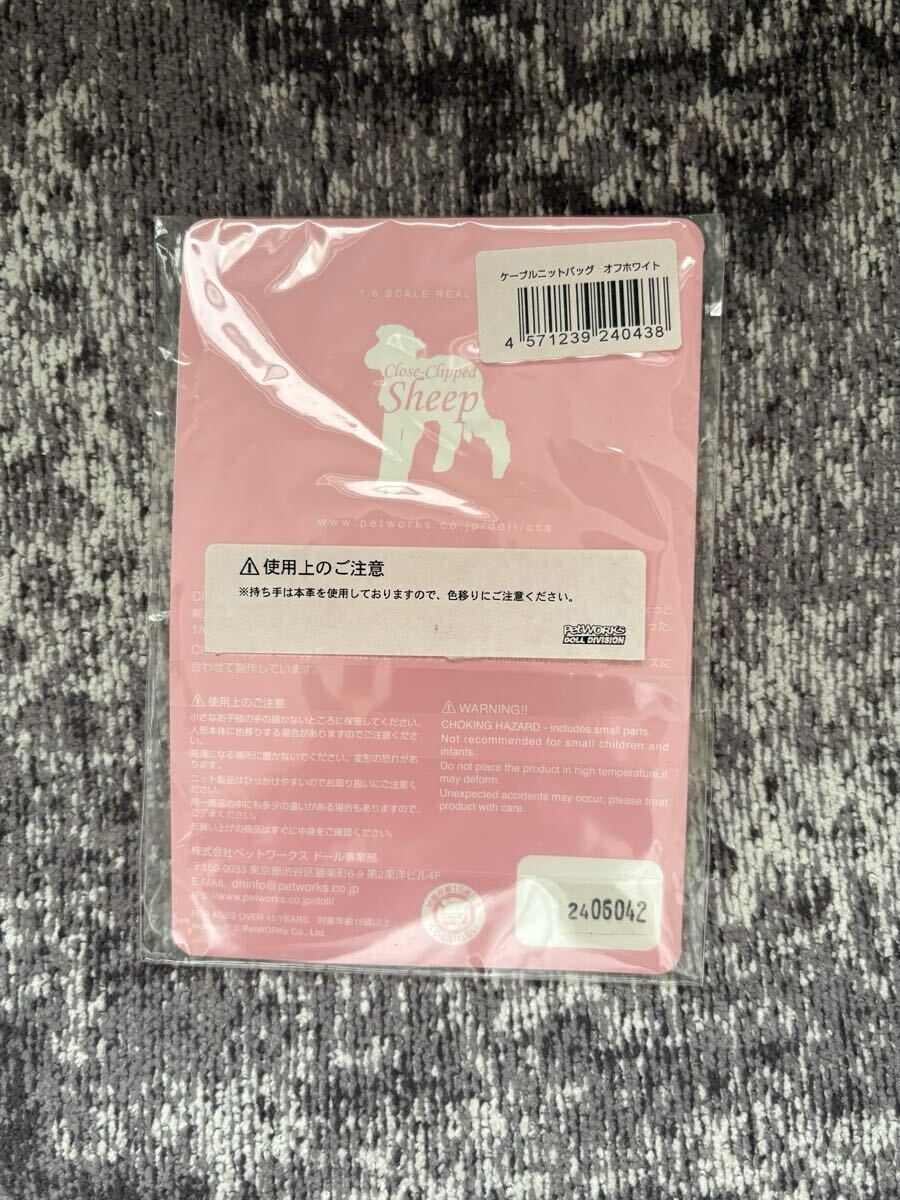 ケーブルニットバッグ オフホワイト
4 571239 240438
1/6 SCALE REAL
Close-Clipped
Sheep
www.petworks.co.jp/doll/ccs
⚠使用上のご注意
※持ち手は本革を使用しておりますので、色移りにご注意ください。
PetWORKs
DOLL DIVISION
合わせて製作しています。
⚠使用上のご注意
小さなお子様の手の届かないところに保管してください。
人形本体に色移りする場合がありますのでご注意くださ
い。
高温になる場所に置かないでください。変形の恐れがあ
ります。
ニット製品はひっかけやすいのでお取り扱いにご注意く
ださい。
同一商品の中にも多少の違いがある場合もありますので、
ご了承ください。
お買い上げの商品はすぐに中身をご確認ください。
⚠ WARNING!!
CHOKING HAZARD - includes small parts.
Not recommended for small children and
infants.
Do not place the product in high temperature.it
may deform.
Unexpected accidents may occur, please treat
product with care.
株式会社ペットワークス ドール事業部
〒150-0033 東京都渋谷区猿楽町6-9 第2東洋ビル4F
E MAIL dhinfo@petworks.co.jp
http://www.petworks.co.jp/doll/
FOR AGES OVER 15 YEARS 対象年齢15歳以上
© PetWORKs Co., Ltd.
2406042